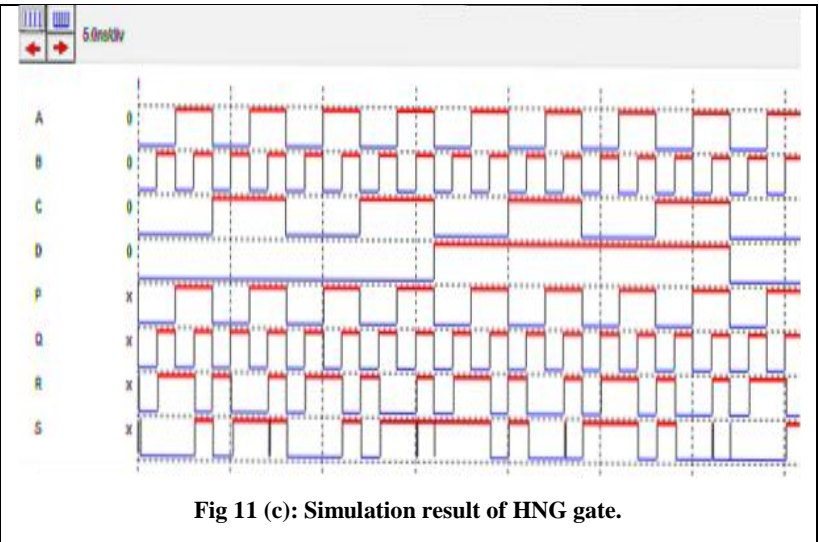 5.0ns/div
A 0
B 0
C 0
D 0
P x
Q x
R x
S x
Fig 11 (c): Simulation result of HNG gate.